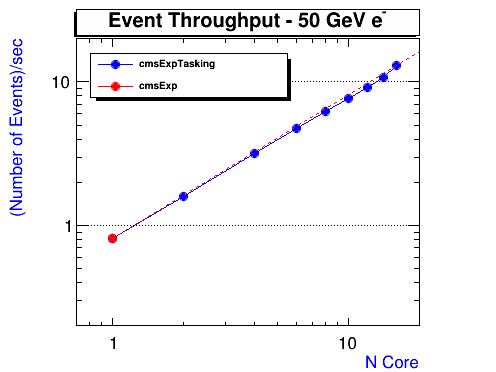 Event Throughput - 50 GeV e⁻
cmsExpTasking
cmsExp
(Number of Events)/sec
10
1
1
10
N Core